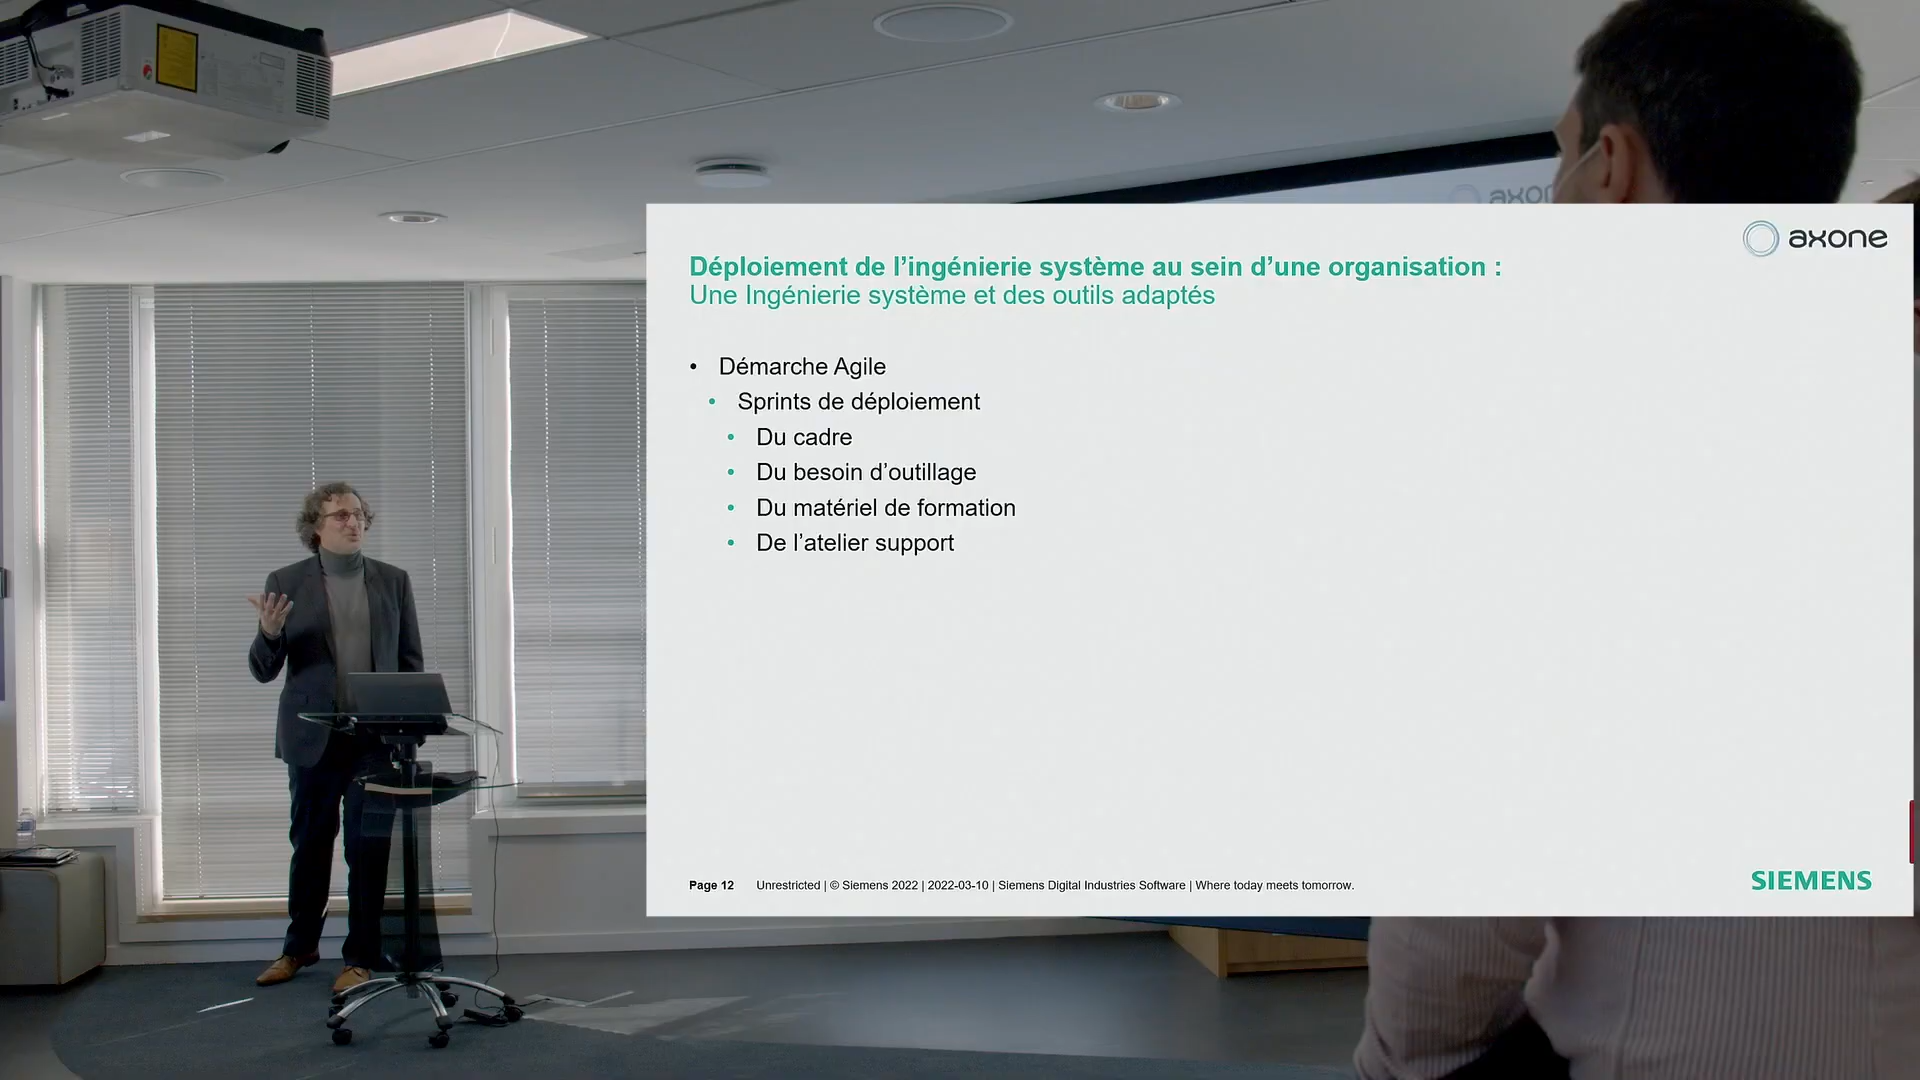 axon
axone
Déploiement de l’ingénierie système au sein d’une organisation :
Une Ingénierie système et des outils adaptés
• Démarche Agile
• Sprints de déploiement
• Du cadre
• Du besoin d’outillage
• Du matériel de formation
• De l’atelier support
Page 12 Unrestricted | © Siemens 2022 | 2022-03-10 | Siemens Digital Industries Software | Where today meets tomorrow.
SIEMENS